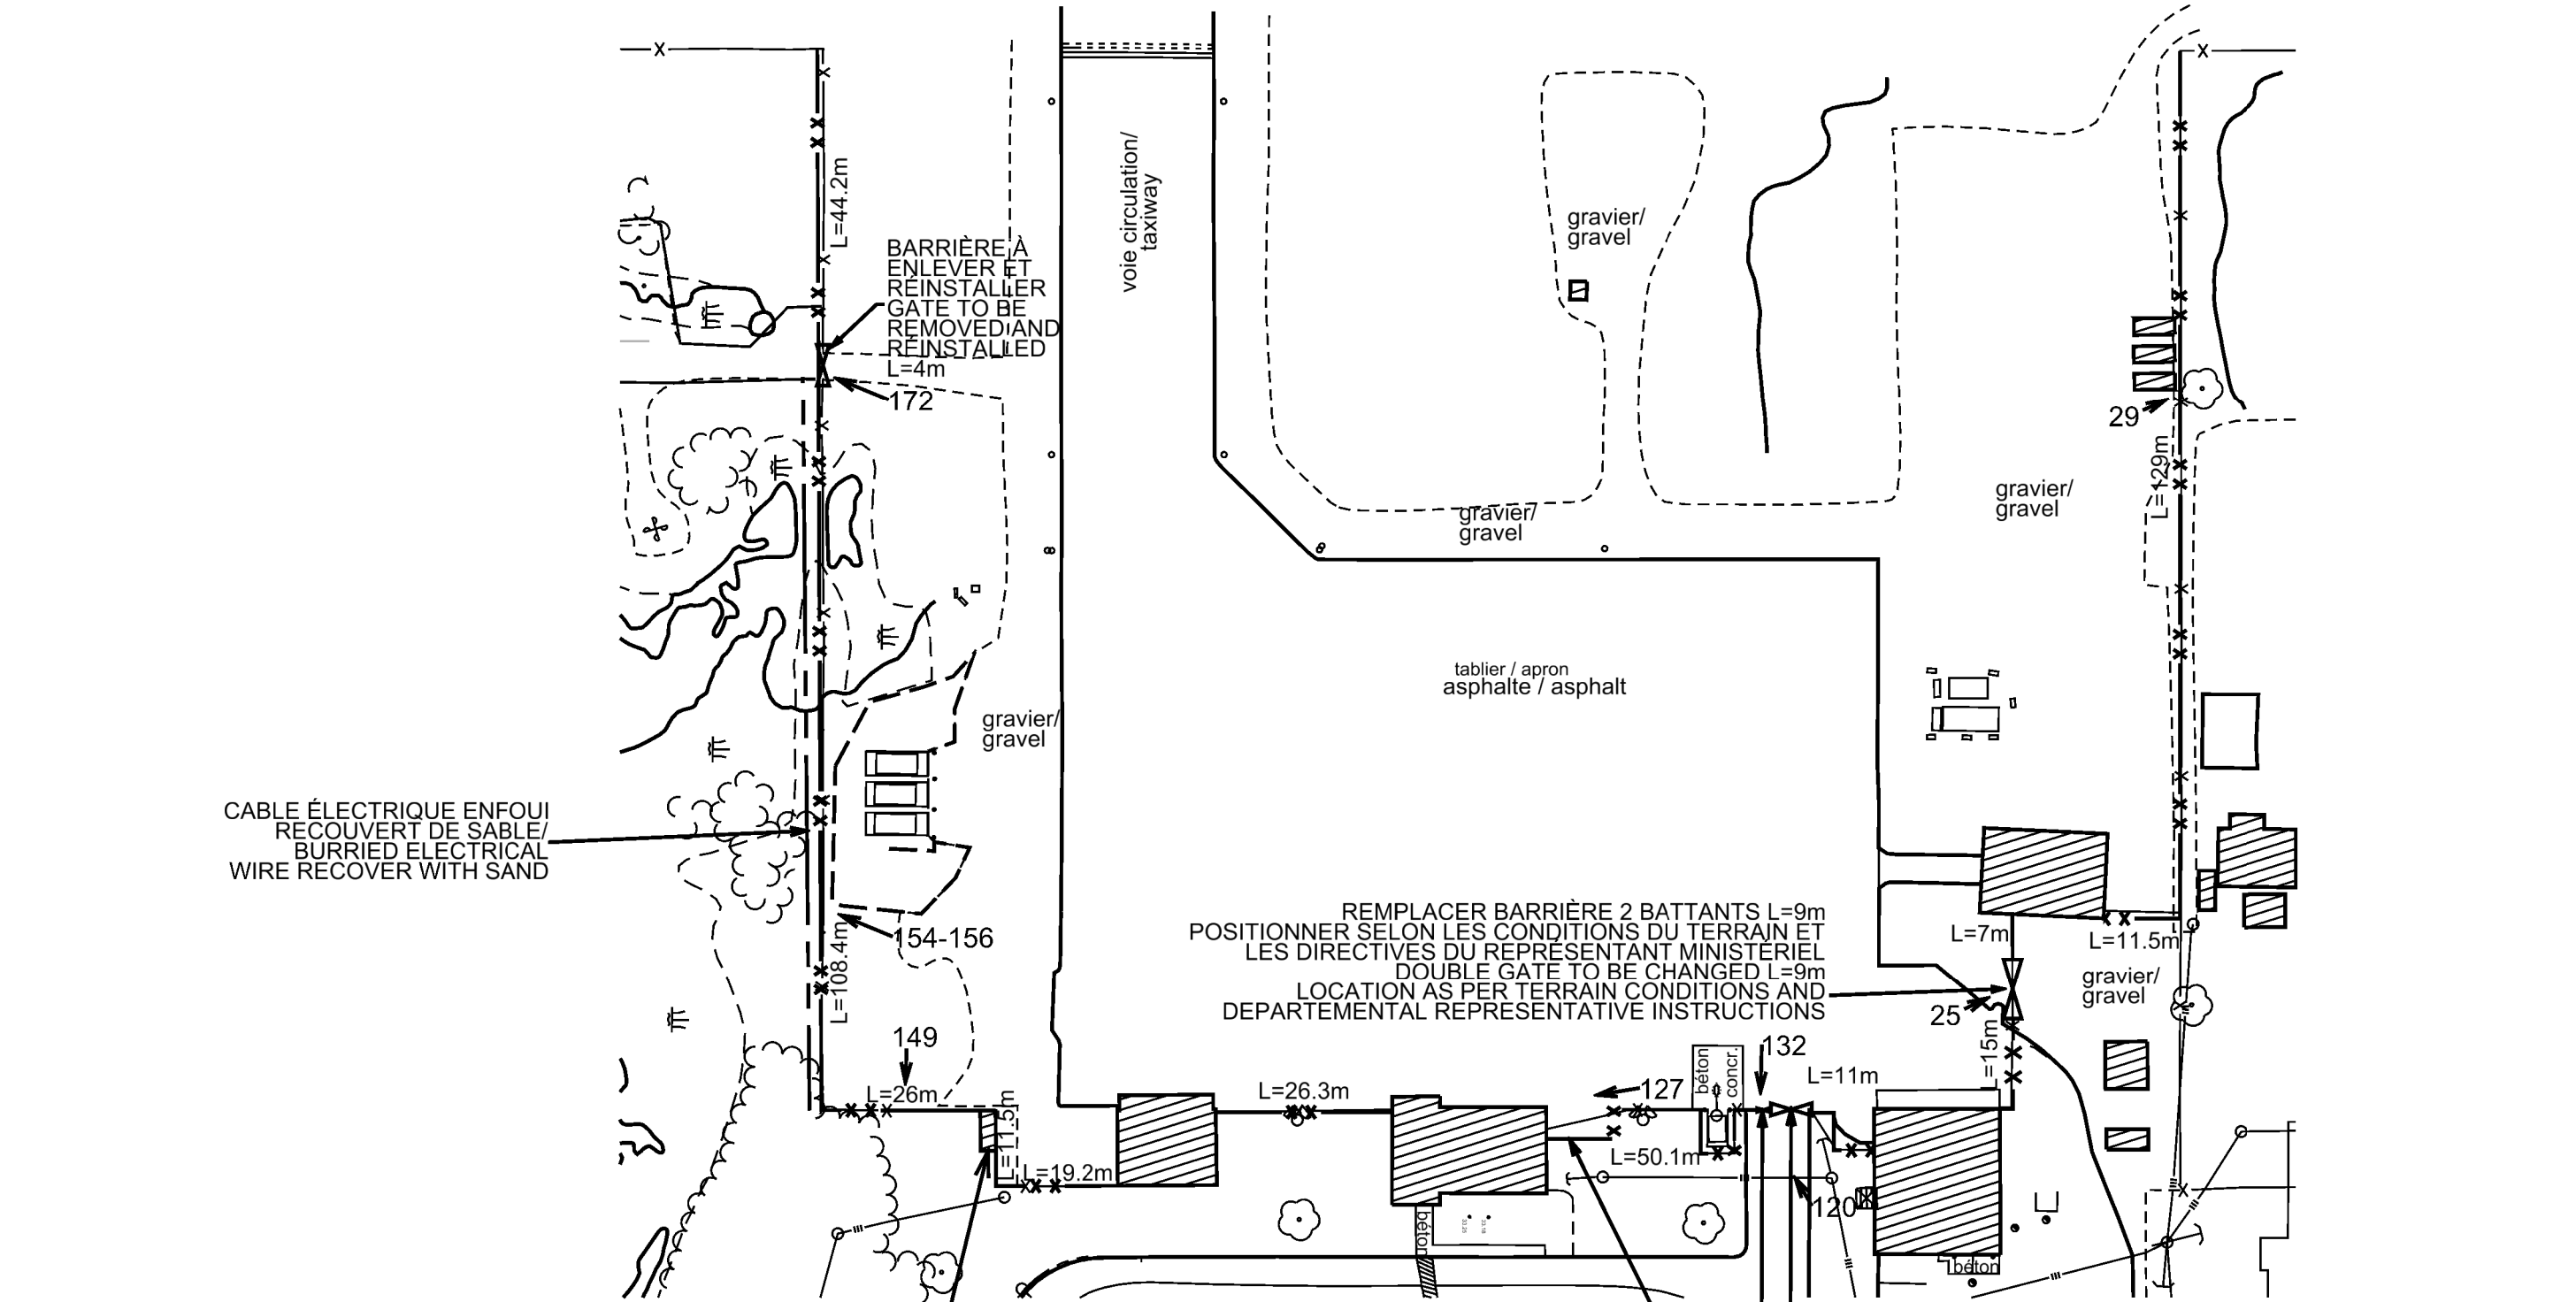 L=44.2m
BARRIÈRE À
ENLEVER ET
RÉINSTALLER
GATE TO BE
REMOVED AND
RÉINSTALLED
L=4m
172
voie circulation/
taxiway
gravier/
gravel
29
L=129m
gravier/
gravel
gravier/
gravel
tablier / apron
asphalte / asphalt
gravier/
gravel
CABLE ÉLECTRIQUE ENFOUI
RECOUVERT DE SABLE/
BURRIED ELECTRICAL
WIRE RECOVER WITH SAND
154-156
L=108.4m
REMPLACER BARRIÈRE 2 BATTANTS L=9m
POSITIONNER SELON LES CONDITIONS DU TERRAIN ET
LES DIRECTIVES DU REPRÉSENTANT MINISTÉRIEL
DOUBLE GATE TO BE CHANGED L=9m
LOCATION AS PER TERRAIN CONDITIONS AND
DEPARTEMENTAL REPRESENTATIVE INSTRUCTIONS
L=7m
L=11.5m
gravier/
gravel
25
L=15m
149
L=26m
L=11.5m
L=19.2m
L=26.3m
127
béton
concr.
132
L=11m
L=50.1m
120
béton
béton